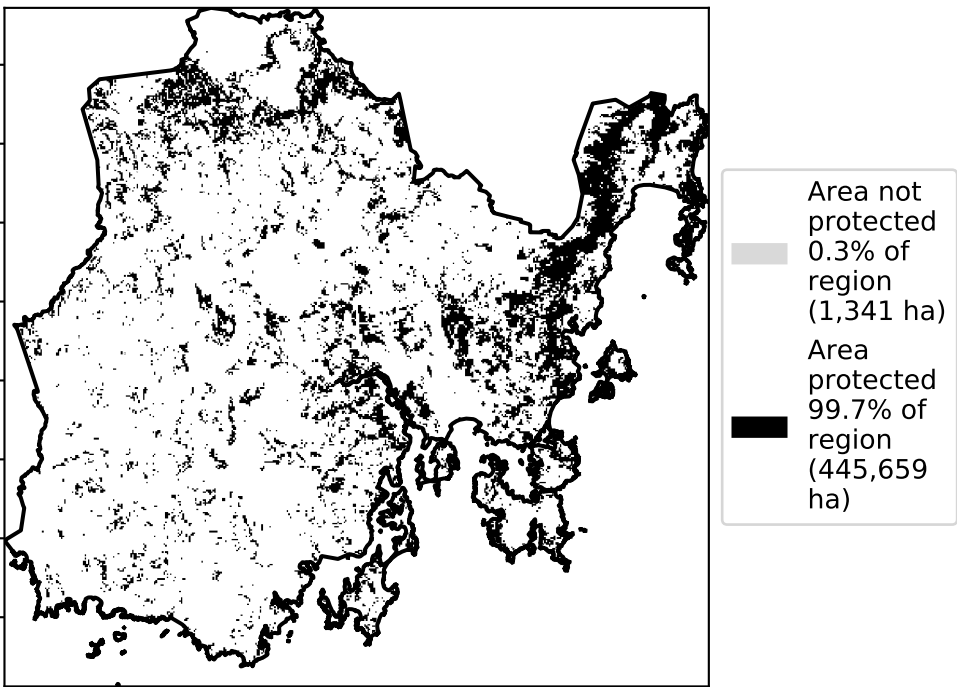 Area not
protected
0.3% of
region
(1,341 ha)
Area
protected
99.7% of
region
(445,659
ha)